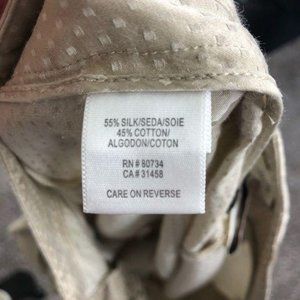 55% SILK/SEDA/SOIE
45% COTTON/
ALGODON/COTON
RN# 80734
CA# 31458
CARE ON REVERSE